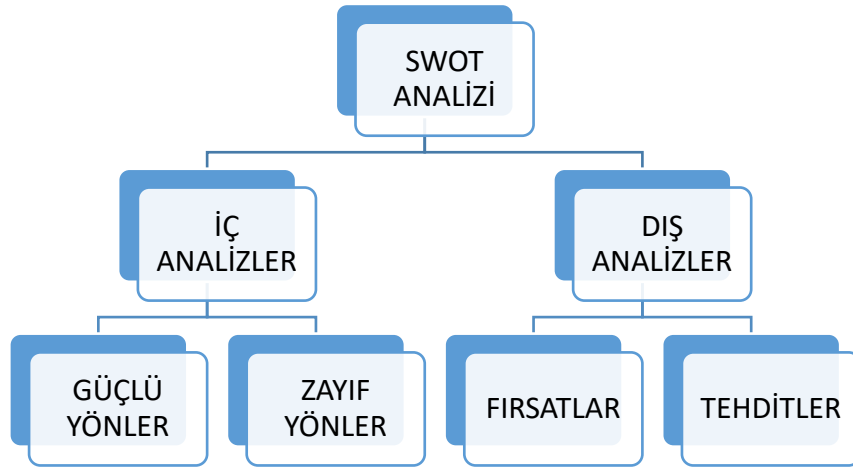 SWOT
ANALİZİ
İÇ
ANALİZLER
DIŞ
ANALİZLER
GÜÇLÜ
YÖNLER
ZAYIF
YÖNLER
FIRSATLAR
TEHDİTLER